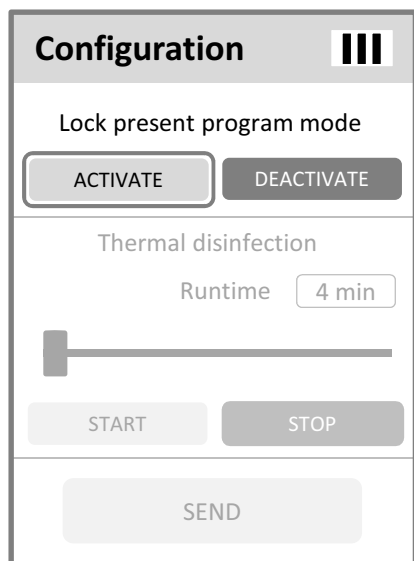 Configuration
Lock present program mode
ACTIVATE DEACTIVATE
Thermal disinfection
Runtime 4 min
START STOP
SEND